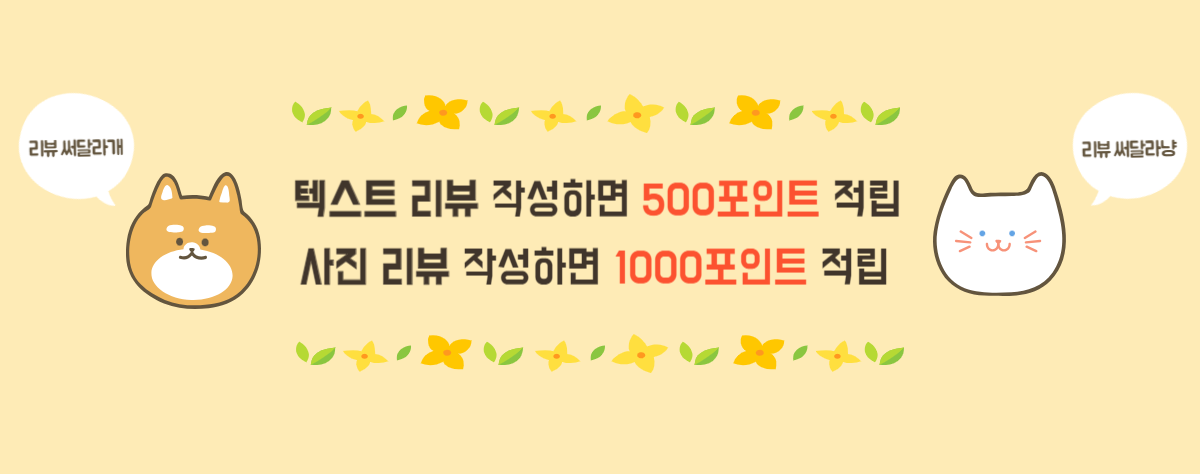 리뷰 써달라개
리뷰 써달라냥
텍스트 리뷰 작성하면 500포인트 적립
사진 리뷰 작성하면 1000포인트 적립